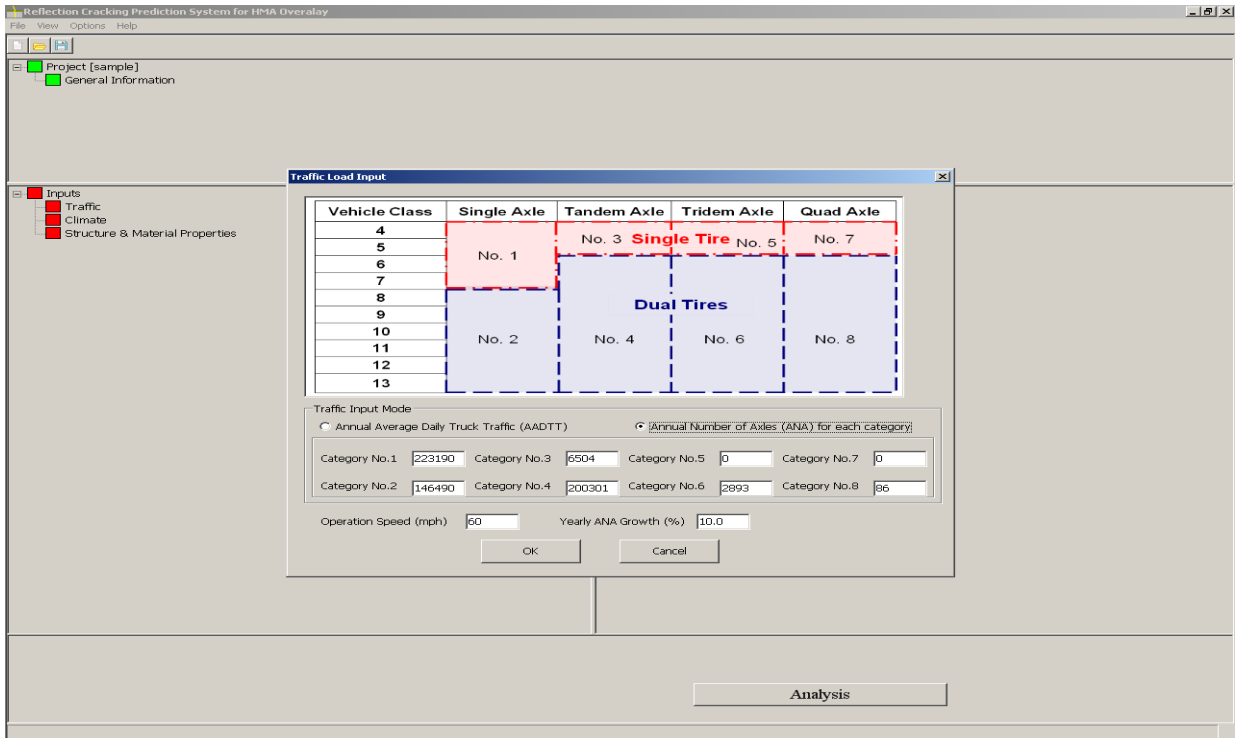 Reflection Cracking Prediction System for HMA Overalay
File View Options Help
Project [sample]
General Information
Inputs
Traffic
Climate
Structure & Material Properties
Traffic Load Input
Vehicle Class Single Axle Tandem Axle Tridem Axle Quad Axle
4
5
6
7
8
9
10
11
12
13
No. 1
No. 3 Single Tire No. 5 No. 7
Dual Tires
No. 2 No. 4 No. 6 No. 8
Traffic Input Mode
Annual Average Daily Truck Traffic (AADTT) Annual Number of Axles (ANA) for each category
Category No.1 223190 Category No.3 6504 Category No.5 0 Category No.7 0
Category No.2 146490 Category No.4 200301 Category No.6 2893 Category No.8 86
Operation Speed (mph) 60 Yearly ANA Growth (%) 10.0
OK Cancel
Analysis